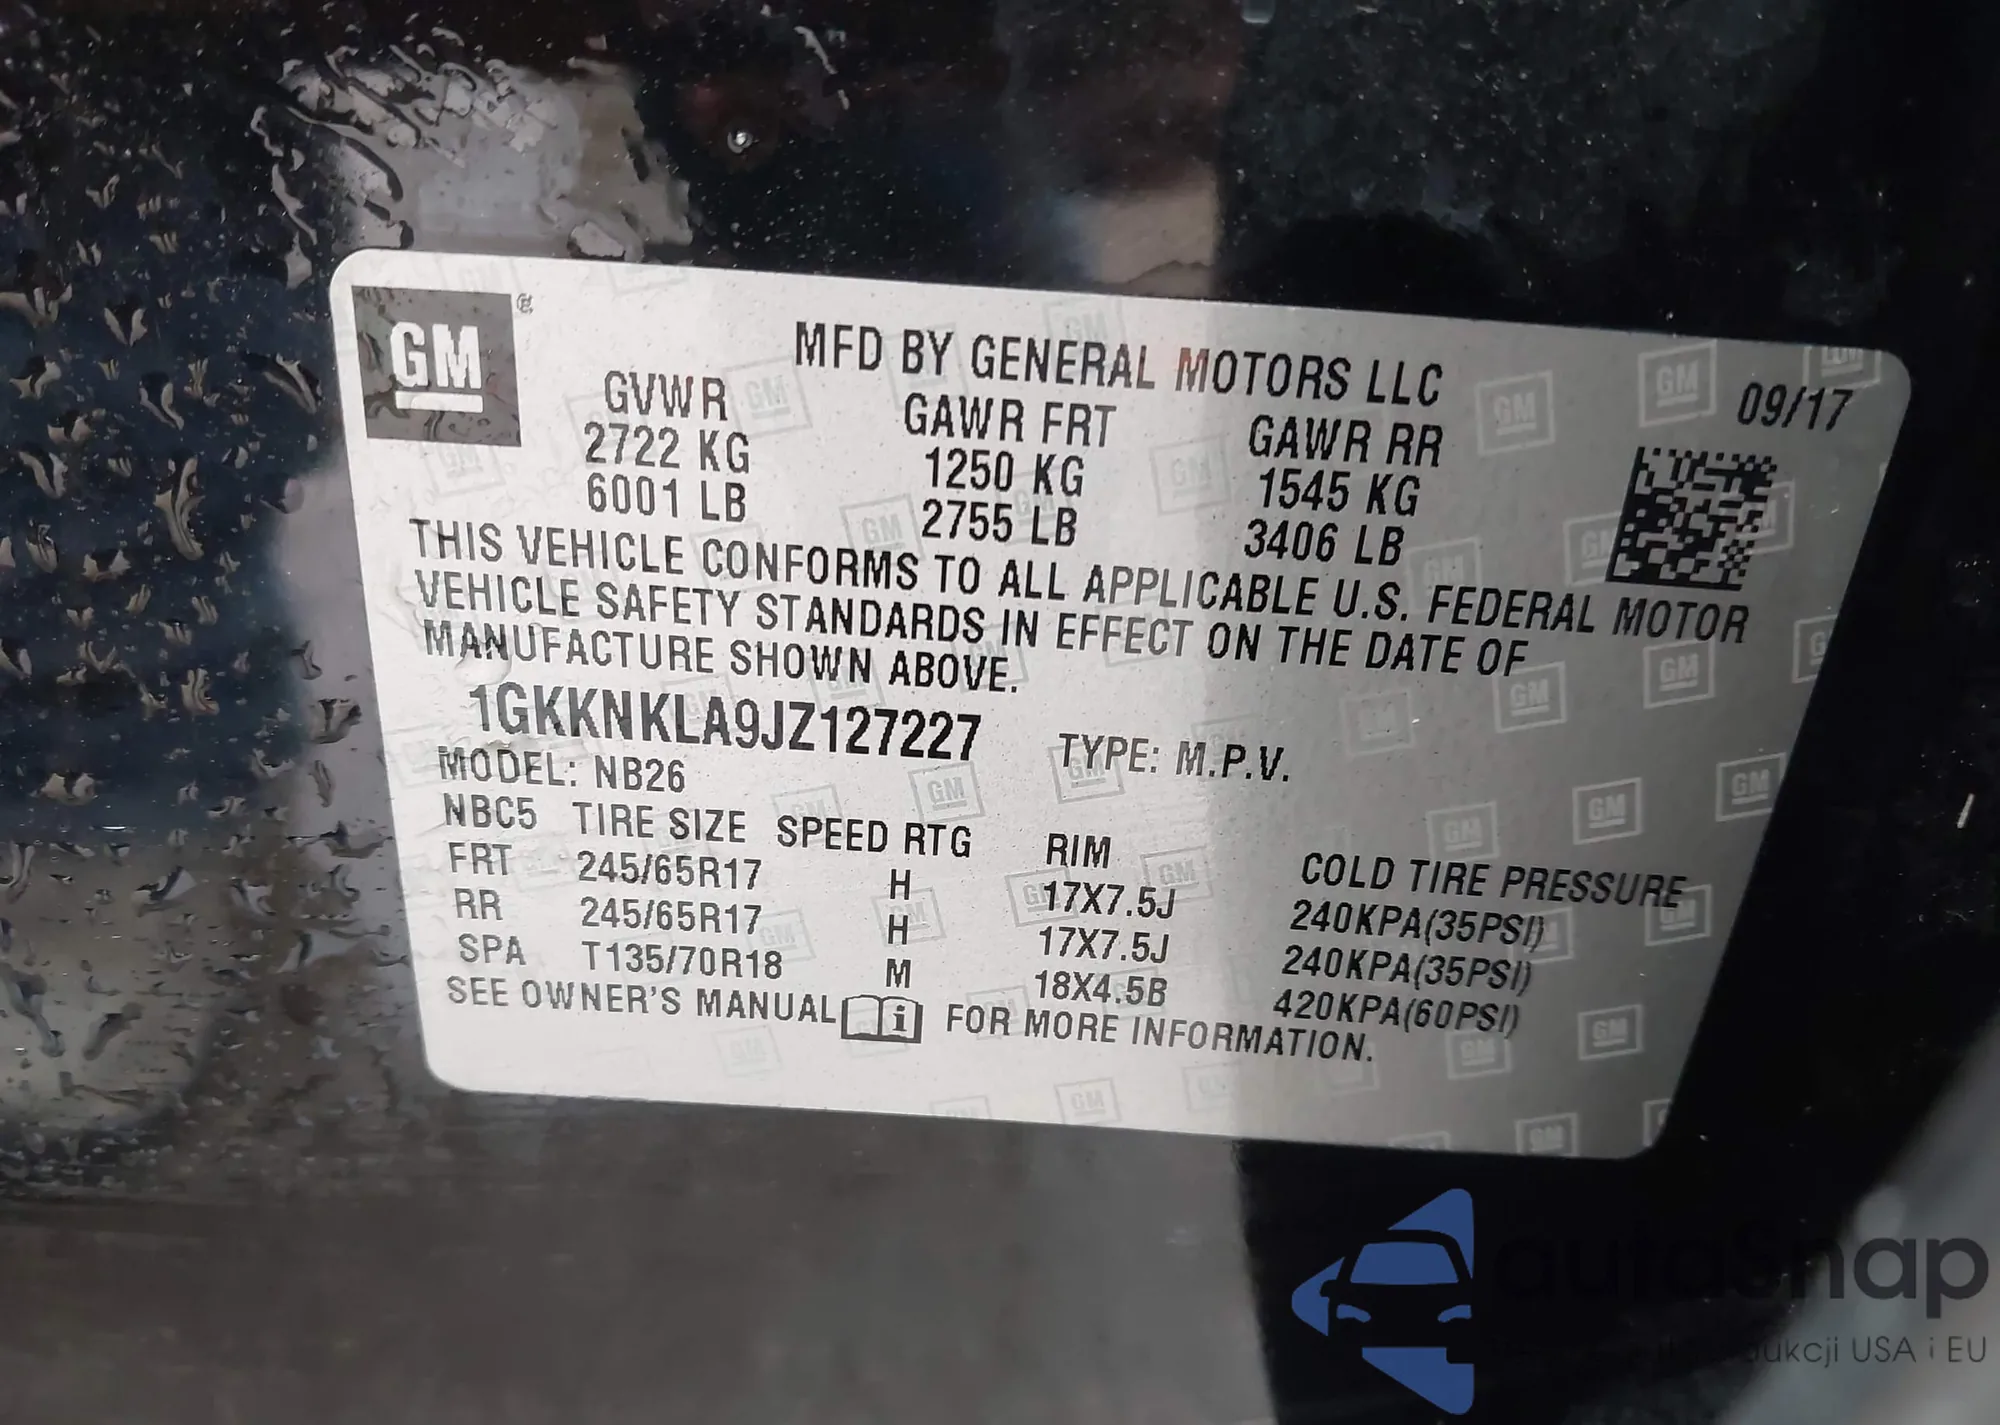 GM ®
MFD BY GENERAL MOTORS LLC
09/17
GVWR GAWR FRT GAWR RR
2722 KG 1250 KG 1545 KG
6001 LB 2755 LB 3406 LB
THIS VEHICLE CONFORMS TO ALL APPLICABLE U.S. FEDERAL MOTOR
VEHICLE SAFETY STANDARDS IN EFFECT ON THE DATE OF
MANUFACTURE SHOWN ABOVE.
1GKKNKLA9JZ127227 TYPE: M.P.V.
MODEL: NB26
NBC5 TIRE SIZE SPEED RTG RIM COLD TIRE PRESSURE
FRT 245/65R17 H 17X7.5J 240KPA(35PSI)
RR 245/65R17 H 17X7.5J 240KPA(35PSI)
SPA T135/70R18 M 18X4.5B 420KPA(60PSI)
SEE OWNER'S MANUAL i FOR MORE INFORMATION.
autoSnap
USA i EU